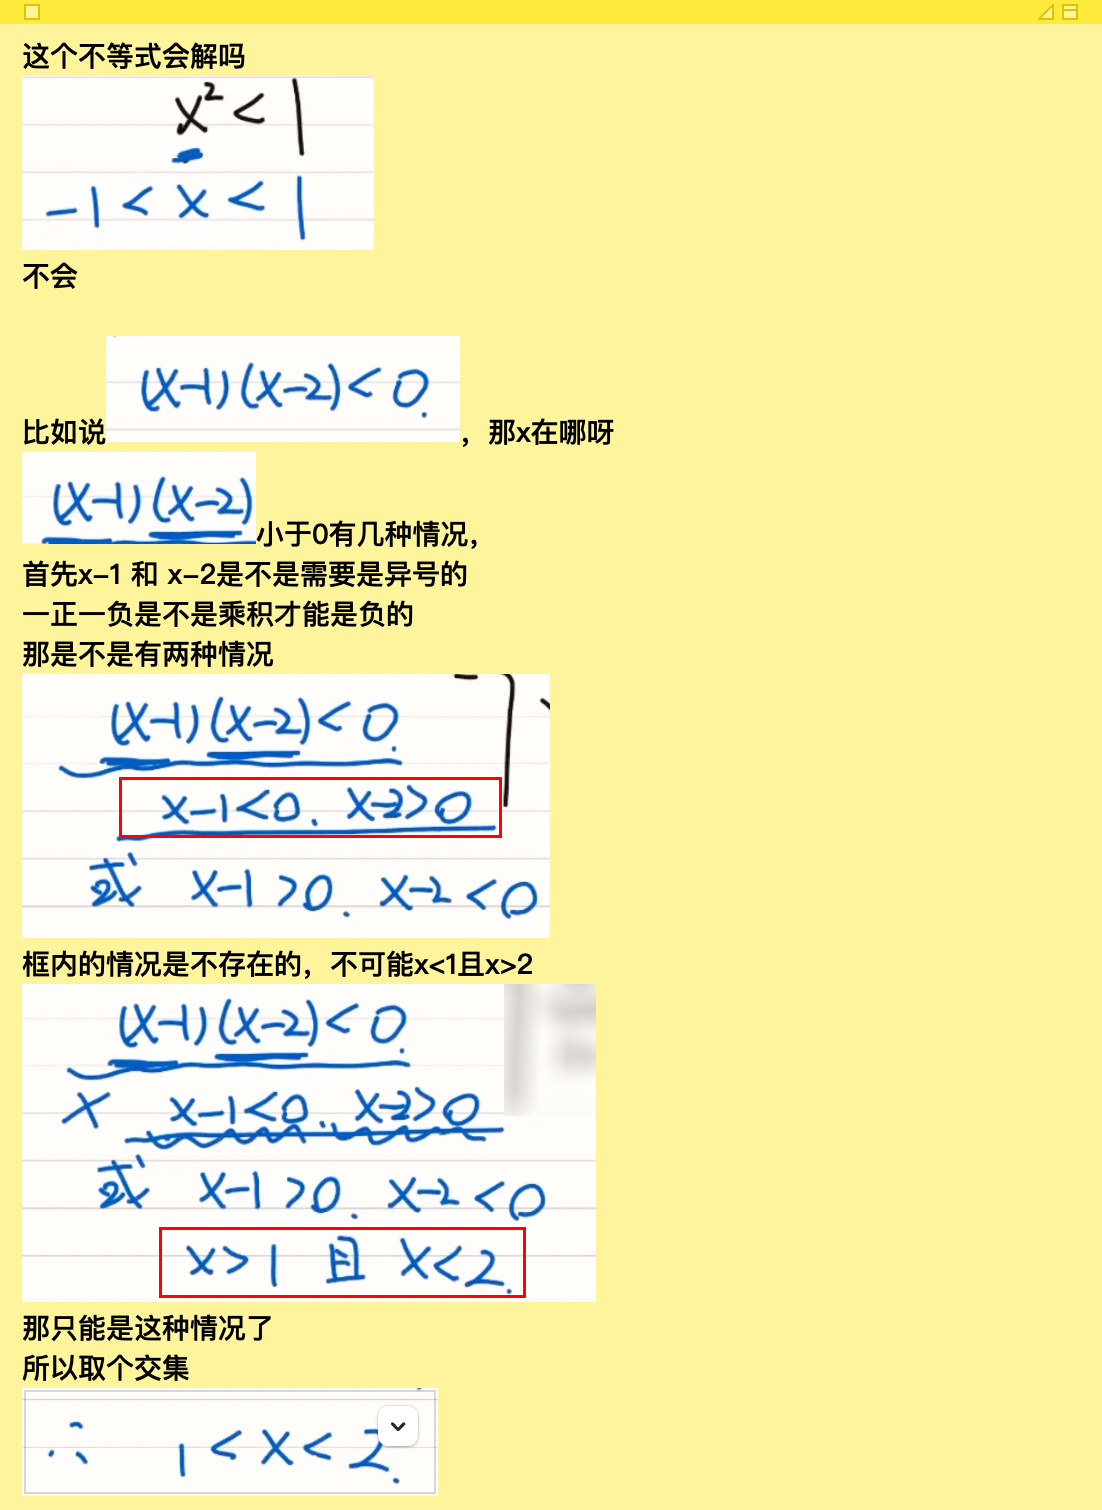 这个不等式会解吗
x² < 1
-1 < x < 1
不会
比如说 (x-1)(x-2)<0. ，那x在哪呀
(x-1)(x-2) 小于0有几种情况，
首先x-1 和 x-2是不是需要是异号的
一正一负是不是乘积才能是负的
那是不是有两种情况
(x-1)(x-2)<0.
x-1<0. x-2>0
或 x-1>0. x-2<0
框内的情况是不存在的，不可能x<1且x>2
(x-1)(x-2)<0.
× x-1<0. x-2>0
或 x-1>0. x-2<0
x>1 且 x<2.
那只能是这种情况了
所以取个交集
∴ 1<x<2.